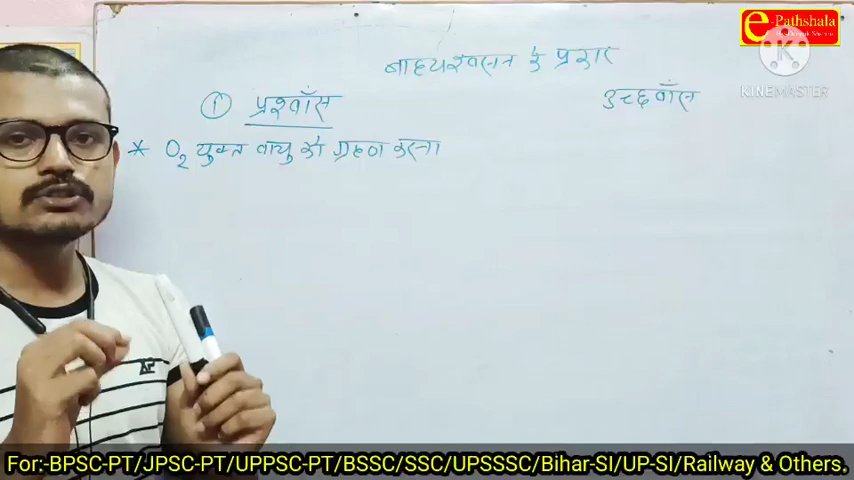 e-Pathshala
KINEMASTER
बाह्यश्वसन के प्रकार
① प्रश्वाँस
उच्छवाँस
* O₂ युक्त वायु को ग्रहण करना
For:-BPSC-PT/JPSC-PT/UPPSC-PT/BSSC/SSC/UPSSSC/Bihar-SI/UP-SI/Railway & Others.